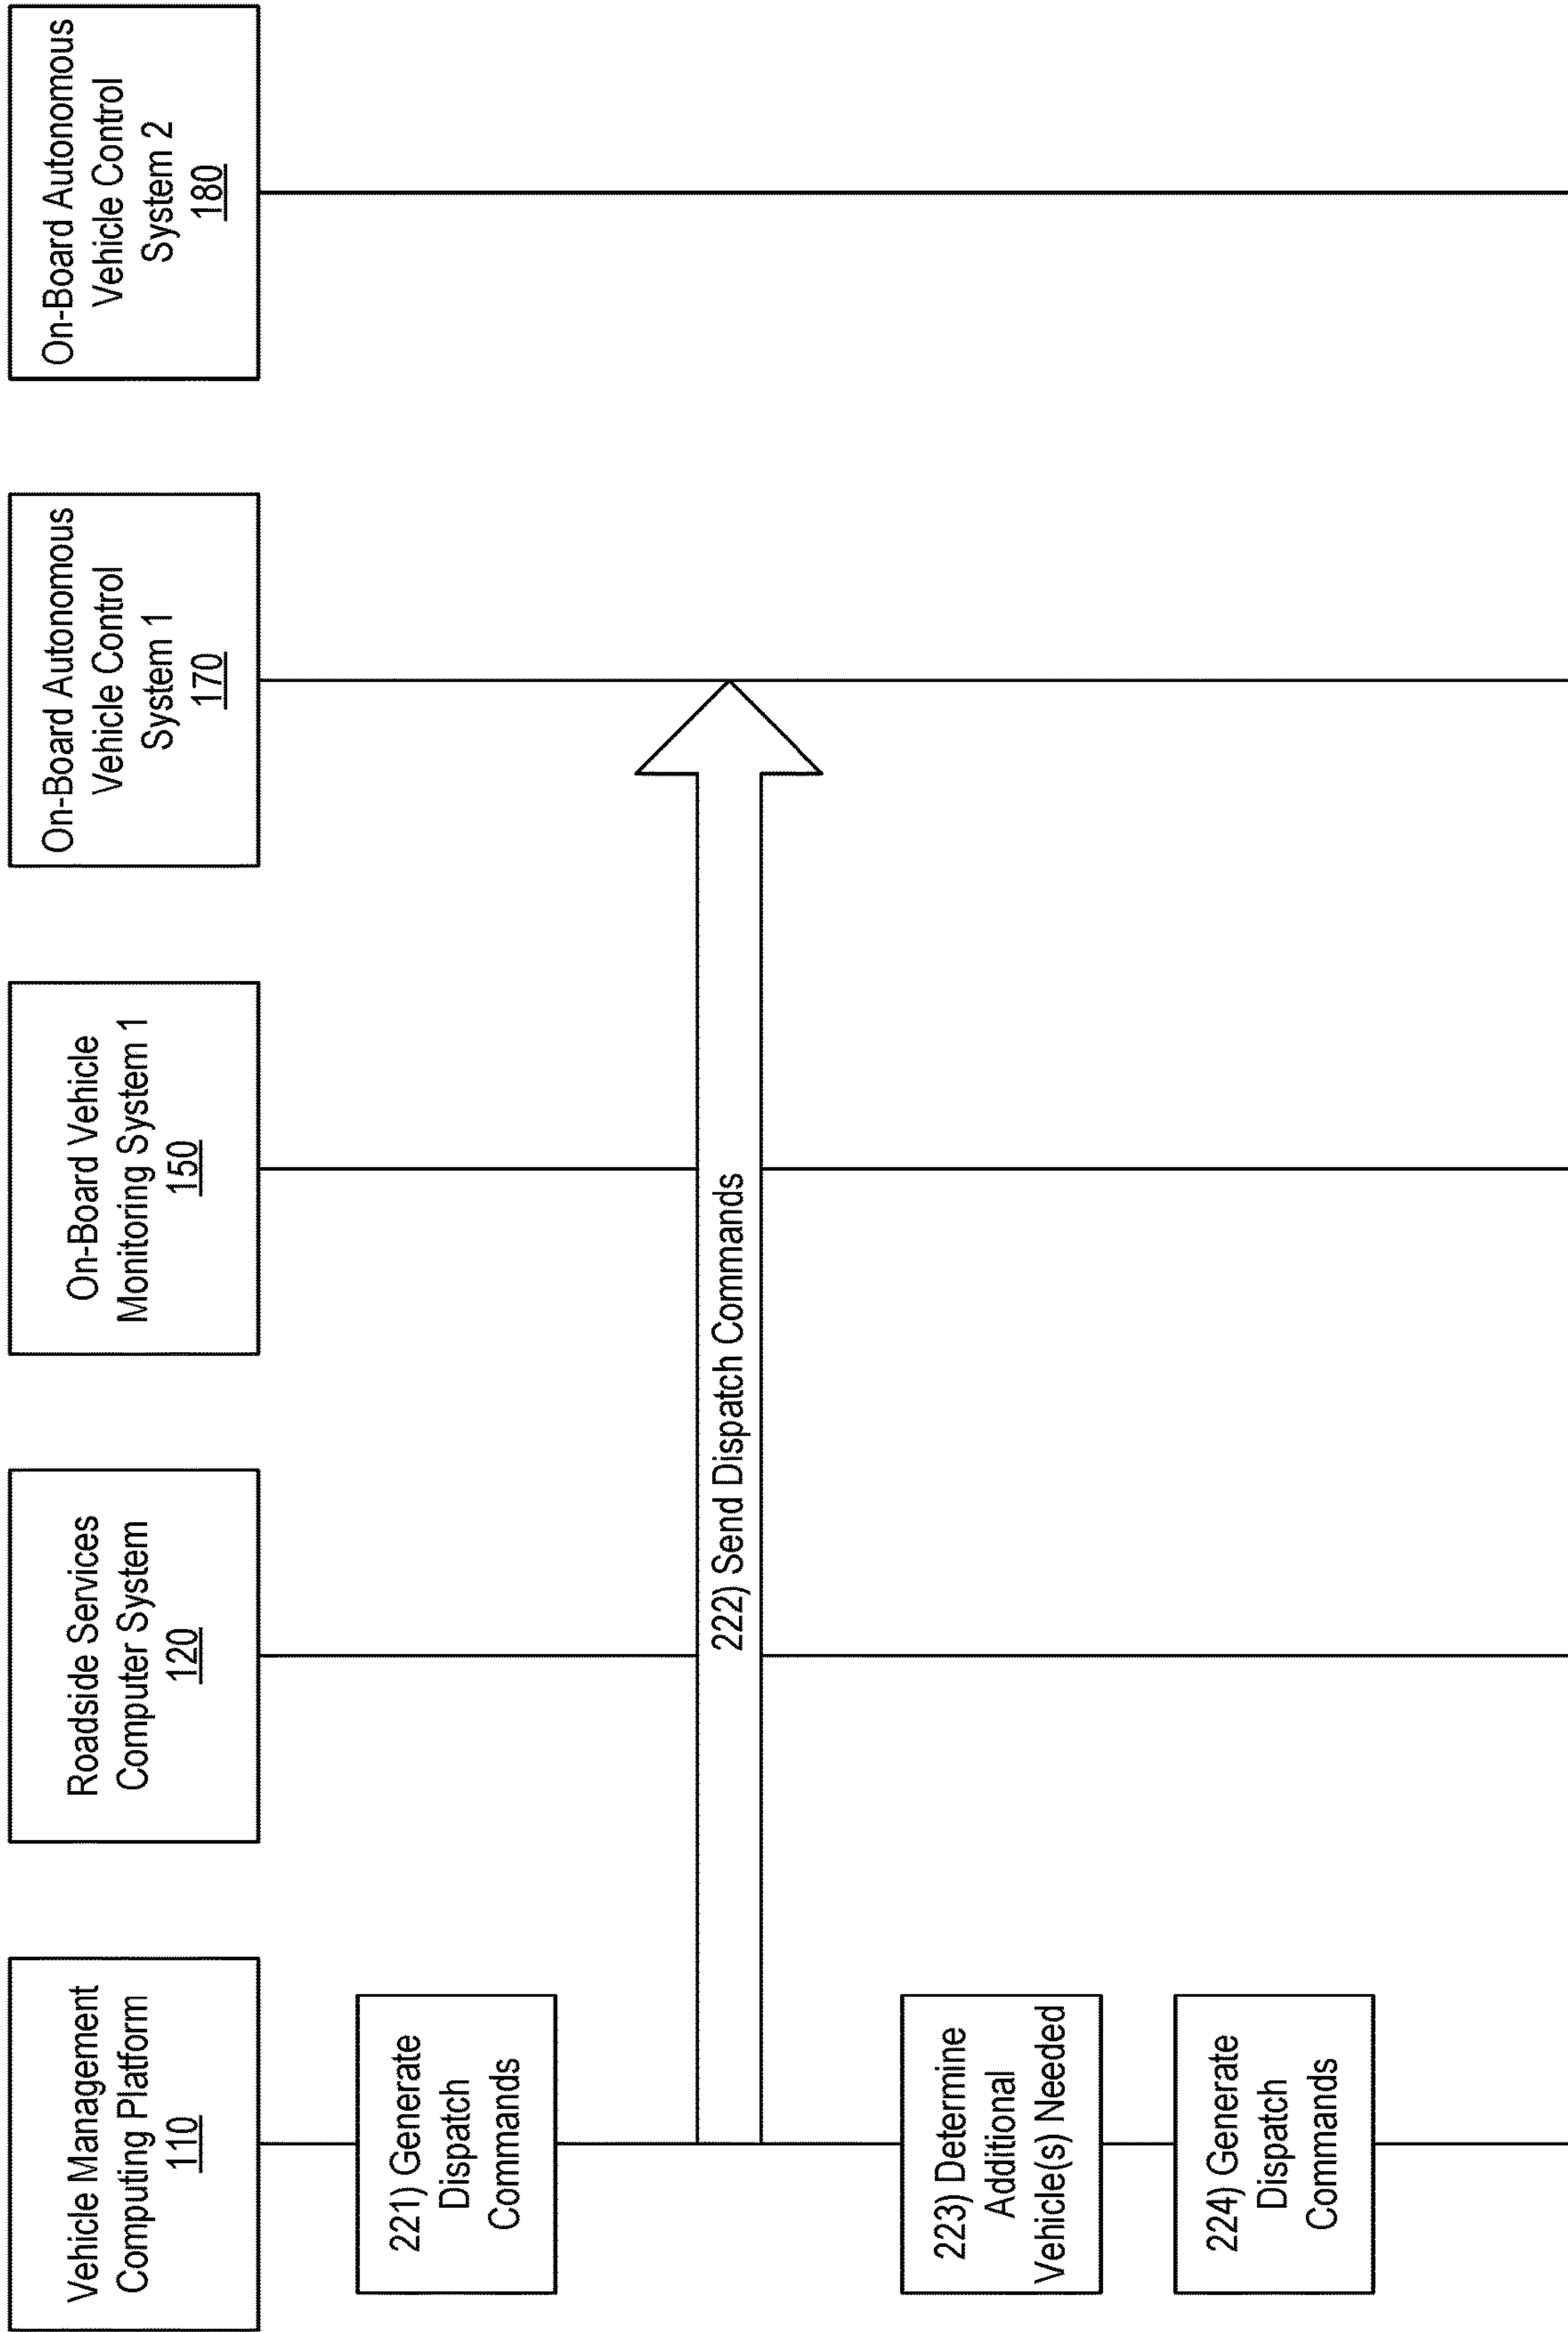 Vehicle Management
Computing Platform
110
Roadside Services
Computer System
120
On-Board Vehicle
Monitoring System 1
150
On-Board Autonomous
Vehicle Control
System 1
170
On-Board Autonomous
Vehicle Control
System 2
180
221) Generate
Dispatch
Commands
222) Send Dispatch Commands
223) Determine
Additional
Vehicle(s) Needed
224) Generate
Dispatch
Commands